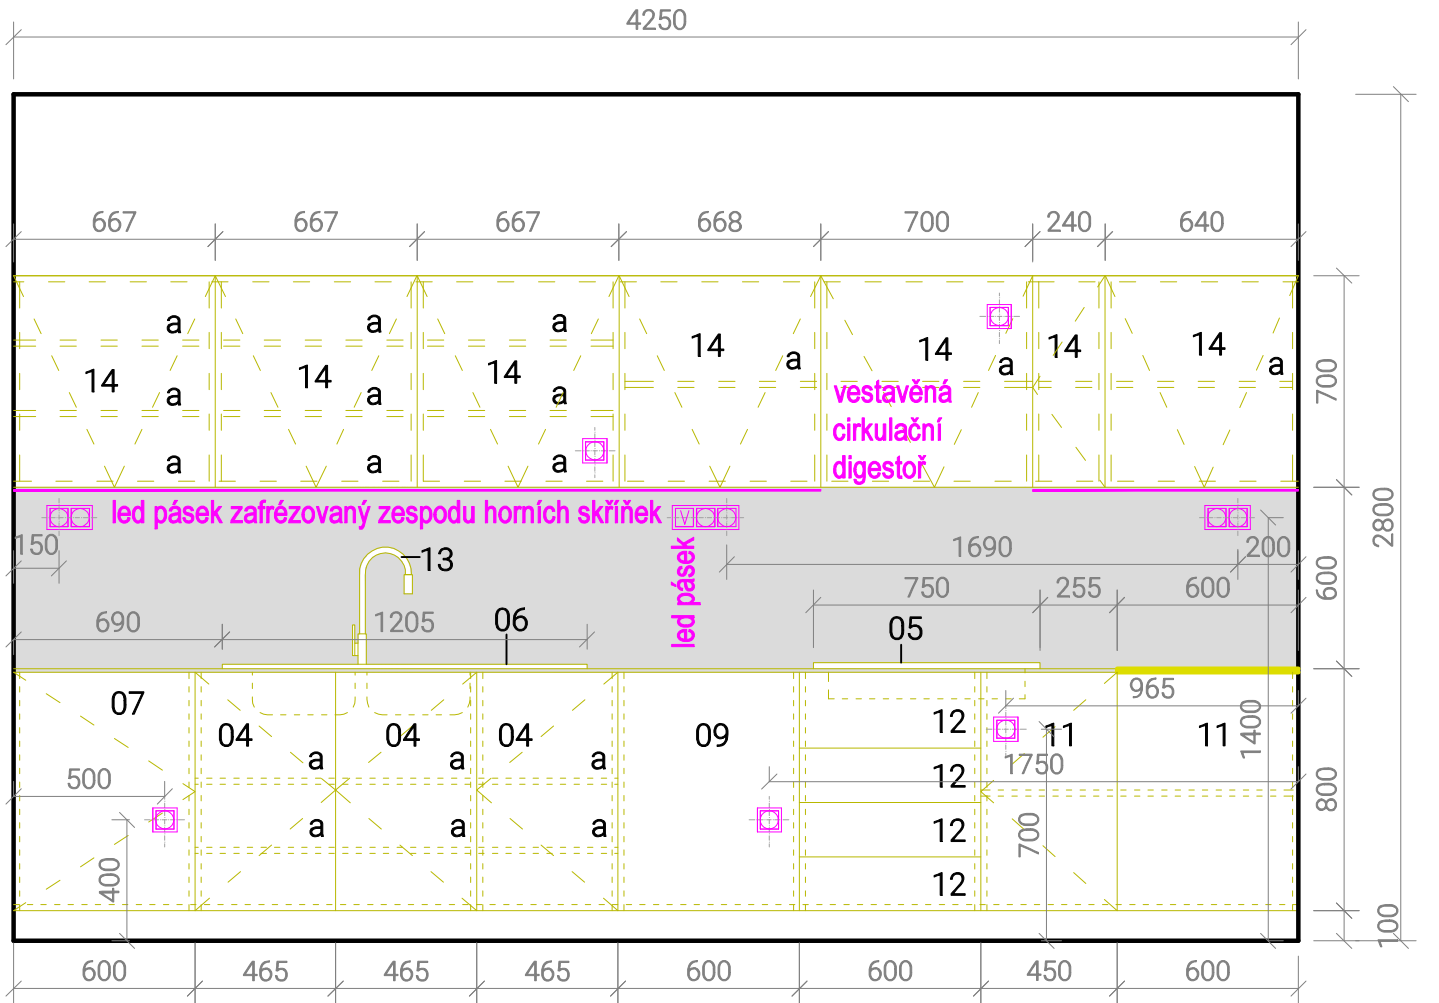 4250
667 667 667 668 700 240 640
a a a
14 14 14 14 14 14 14
a a a
a a a
a a a
vestavěná
cirkulační
digestoř
700
2800
led pásek zafrézovaný zespodu horních skříňek
V
led pásek
150
13
1690
200
750 255 600
600
690 1205
06
05
07
04 04 04
09
12
11 11
965
1400
a a a
12
1750
500
12
700
800
a a a
400
12
100
600 465 465 465 600 600 450 600